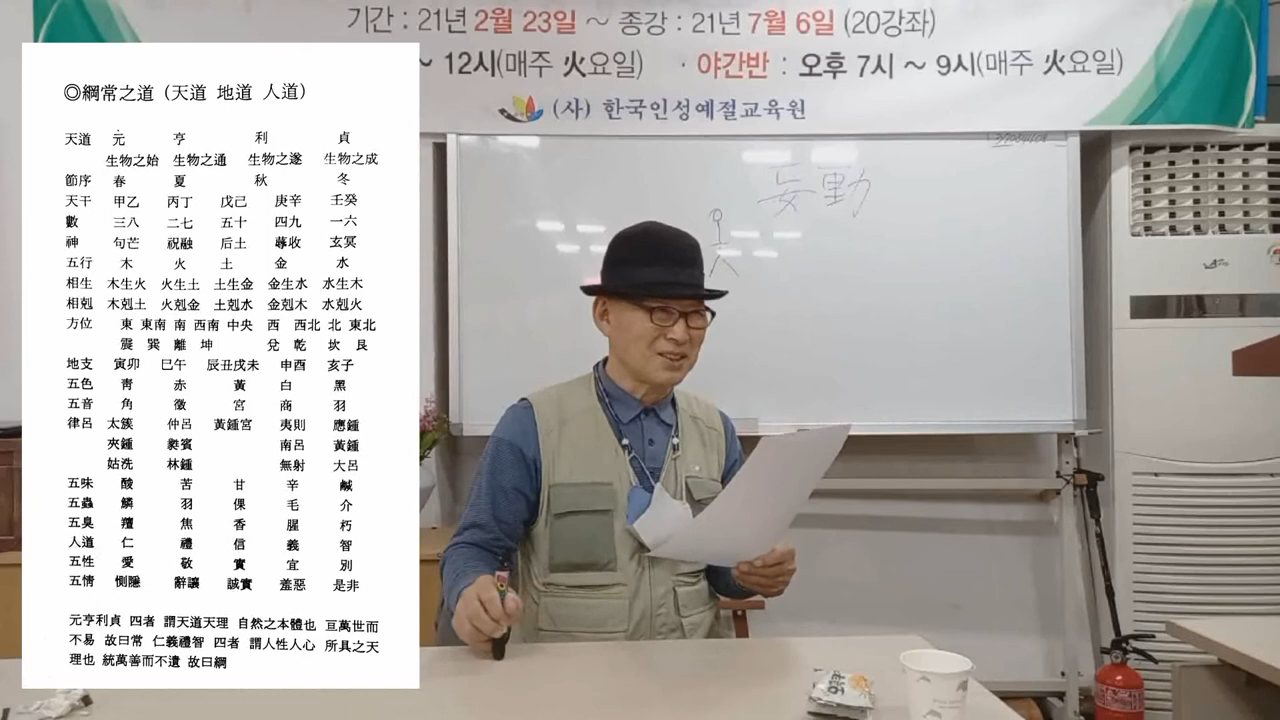 기간 : 21년 2월 23일 ~ 종강 : 21년 7월 6일 (20강좌)
~ 12시(매주 火요일) · 야간반 : 오후 7시 ~ 9시(매주 火요일)
(사) 한국인성예절교육원
妄動
◎綱常之道 (天道 地道 人道)
天道 元 亨 利 貞
生物之始 生物之通 生物之遂 生物之成
節序 春 夏 秋 冬
天干 甲乙 丙丁 戊己 庚辛 壬癸
數 三八 二七 五十 四九 一六
神 句芒 祝融 后土 蓐收 玄冥
五行 木 火 土 金 水
相生 木生火 火生土 土生金 金生水 水生木
相剋 木剋土 火剋金 土剋水 金剋木 水剋火
方位 東 東南 南 西南 中央 西 西北 北 東北
震 巽 離 坤 兌 乾 坎 艮
地支 寅卯 巳午 辰丑戌未 申酉 亥子
五色 靑 赤 黃 白 黑
五音 角 徵 宮 商 羽
律呂 太簇 仲呂 黃鍾宮 夷則 應鍾
夾鍾 蕤賓 南呂 黃鍾
姑洗 林鍾 無射 大呂
五味 酸 苦 甘 辛 鹹
五蟲 鱗 羽 倮 毛 介
五臭 羶 焦 香 腥 朽
人道 仁 禮 信 義 智
五性 愛 敬 實 宜 別
五情 惻隱 辭讓 誠實 羞惡 是非
元亨利貞 四者 謂天道天理 自然之本體也 亘萬世而
不易 故曰常 仁義禮智 四者 謂人性人心 所具之天
理也 統萬善而不遺 故曰綱